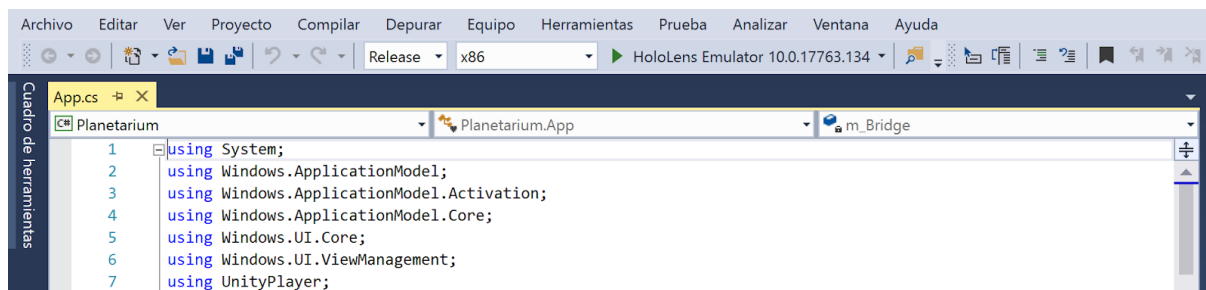 Archivo Editar Ver Proyecto Compilar Depurar Equipo Herramientas Prueba Analizar Ventana Ayuda
Release x86 HoloLens Emulator 10.0.17763.134
Cuadro de herramientas
App.cs
C# Planetarium Planetarium.App m_Bridge
1 using System;
2 using Windows.ApplicationModel;
3 using Windows.ApplicationModel.Activation;
4 using Windows.ApplicationModel.Core;
5 using Windows.UI.Core;
6 using Windows.UI.ViewManagement;
7 using UnityPlayer;